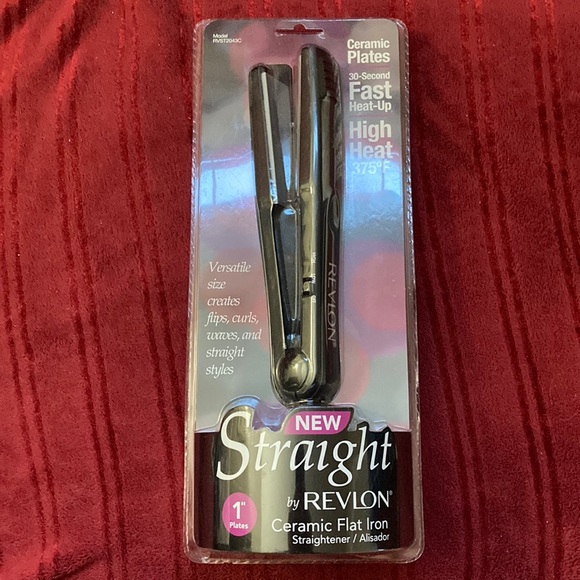 Model
RVST2043C
Ceramic
Plates
30-Second
Fast
Heat-Up
High
Heat
375°F
REVLON
Versatile
size
creates
flips, curls,
waves, and
straight
styles
NEW
Straight
by REVLON®
1"
Plates
Ceramic Flat Iron
Straightener / Alisador